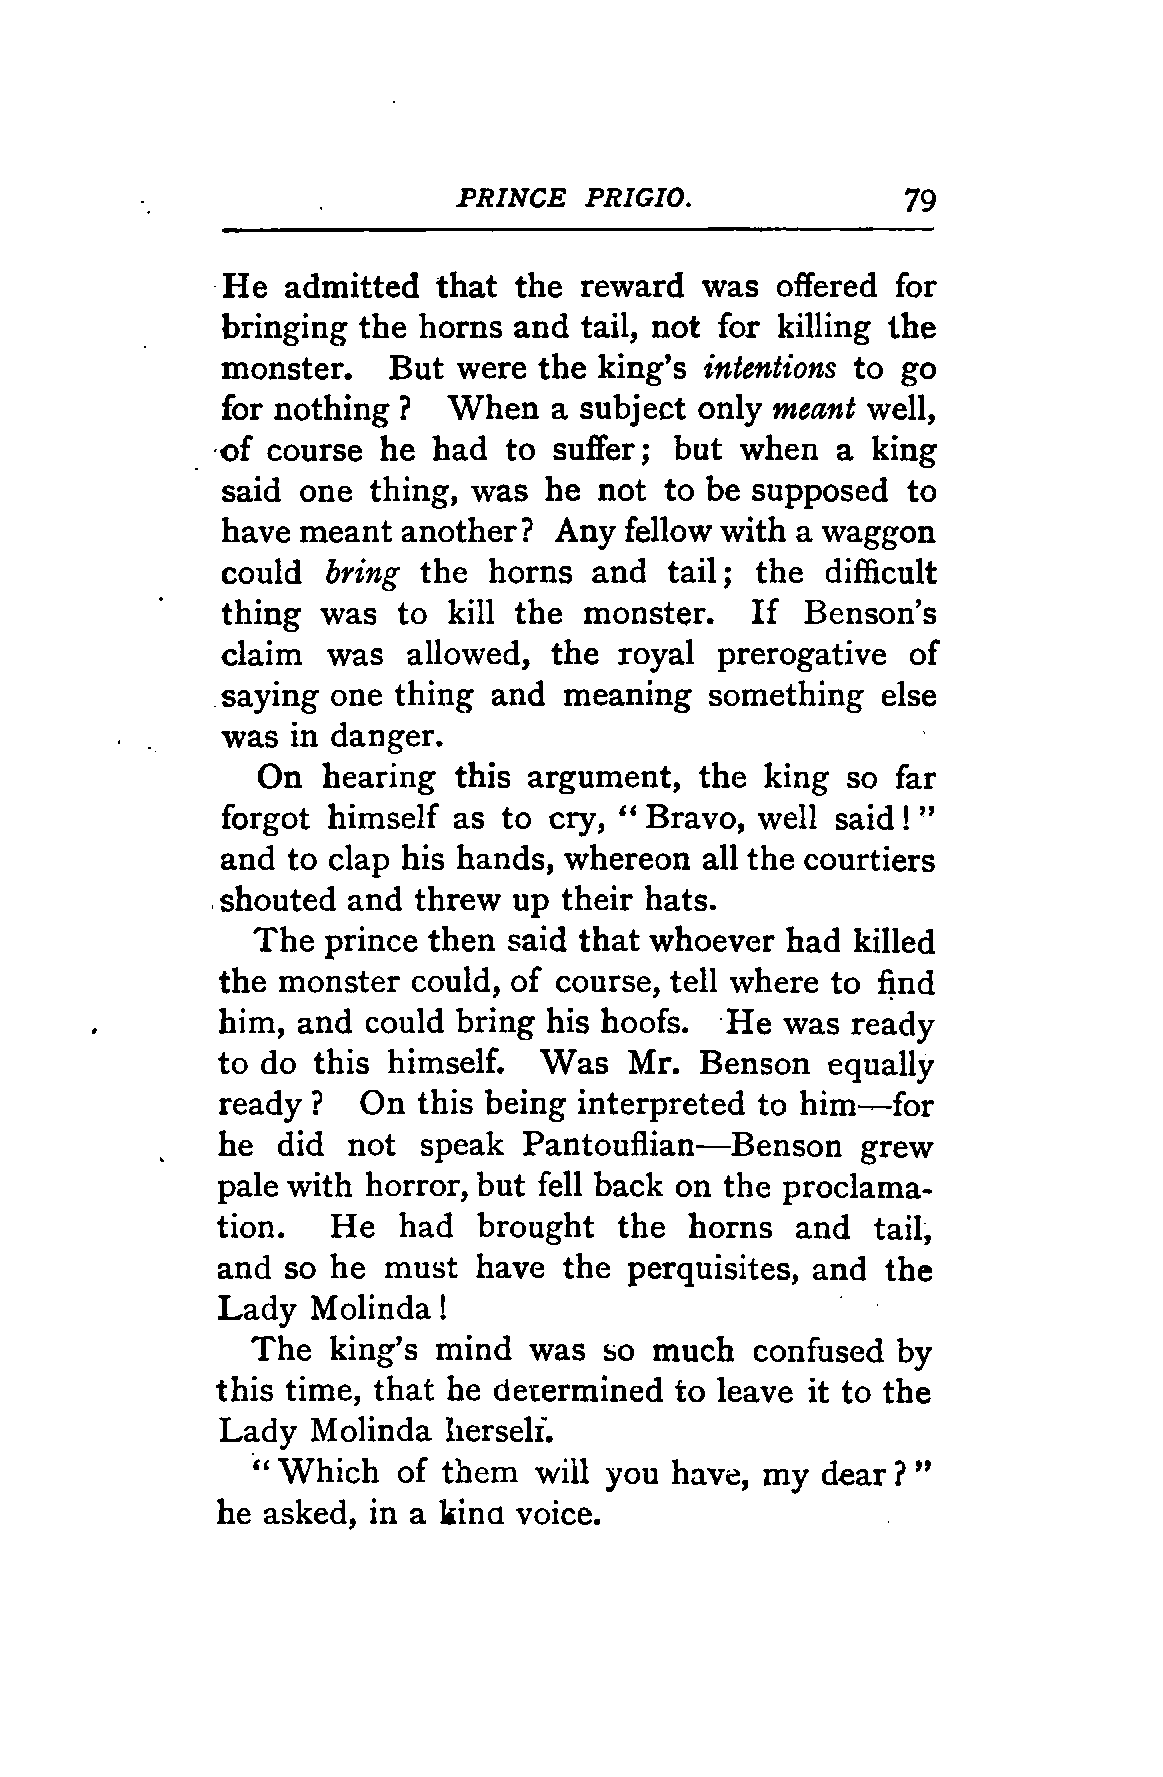 PRINCE PRIGIO. 79
He admitted that the reward was offered for
bringing the horns and tail, not for killing the
monster. But were the king's intentions to go
for nothing? When a subject only meant well,
of course he had to suffer; but when a king
said one thing, was he not to be supposed to
have meant another? Any fellow with a waggon
could bring the horns and tail; the difficult
thing was to kill the monster. If Benson's
claim was allowed, the royal prerogative of
saying one thing and meaning something else
was in danger.
On hearing this argument, the king so far
forgot himself as to cry, “Bravo, well said!”
and to clap his hands, whereon all the courtiers
shouted and threw up their hats.
The prince then said that whoever had killed
the monster could, of course, tell where to find
him, and could bring his hoofs. He was ready
to do this himself. Was Mr. Benson equally
ready? On this being interpreted to him—for
he did not speak Pantouflian—Benson grew
pale with horror, but fell back on the proclama-
tion. He had brought the horns and tail,
and so he must have the perquisites, and the
Lady Molinda!
The king's mind was so much confused by
this time, that he determined to leave it to the
Lady Molinda herself.
“Which of them will you have, my dear?”
he asked, in a kind voice.